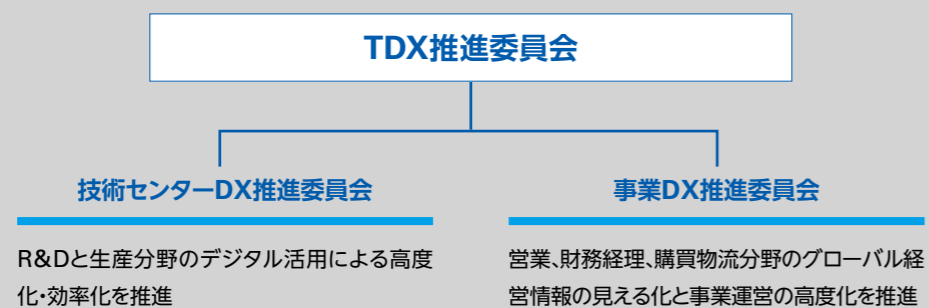 TDX推進委員会
技術センターDX推進委員会
R&Dと生産分野のデジタル活用による高度
化・効率化を推進
事業DX推進委員会
営業、財務経理、購買物流分野のグローバル経
営情報の見える化と事業運営の高度化を推進